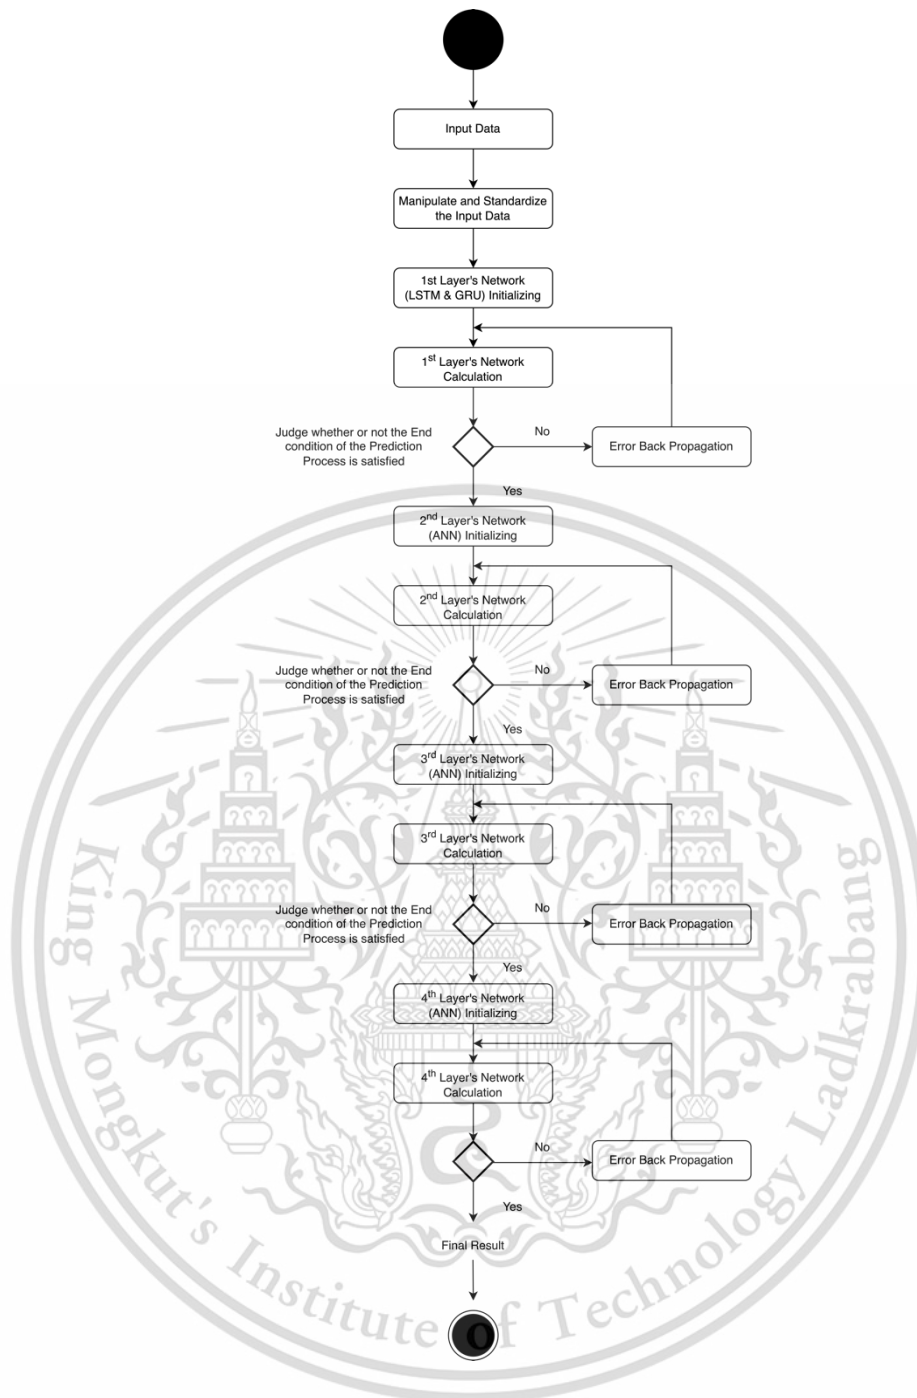 Input Data
Manipulate and Standardize
the Input Data
1st Layer's Network
(LSTM & GRU) Initializing
1st Layer's Network
Calculation
Judge whether or not the End
condition of the Prediction
Process is satisfied
No
Error Back Propagation
Yes
2nd Layer's Network
(ANN) Initializing
2nd Layer's Network
Calculation
Judge whether or not the End
condition of the Prediction
Process is satisfied
No
Error Back Propagation
Yes
3rd Layer's Network
(ANN) Initializing
3rd Layer's Network
Calculation
Judge whether or not the End
condition of the Prediction
Process is satisfied
No
Error Back Propagation
Yes
4th Layer's Network
(ANN) Initializing
4th Layer's Network
Calculation
No
Error Back Propagation
Yes
Final Result
King Mongkut's Institute of Technology Ladkrabang